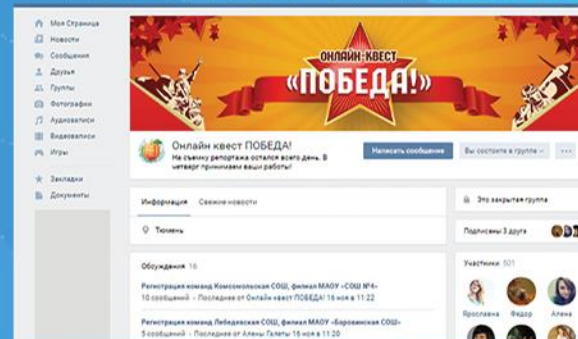 Моя Страница
Новости
Сообщения
Друзья
Группы
Фотографии
Аудиозаписи
Видеозаписи
Игры
Закладки
Документы
ОНЛАЙН-КВЕСТ
«ПОБЕДА!»
Онлайн квест ПОБЕДА!
На съемку репортажа остался всего день. В
четверг принимаем ваши работы!
Написать сообщение
Вы состоите в группе
Информация Свежие новости
Тюмень
Это закрытая группа
Подписаны 3 друга
Обсуждения 16
Регистрация команд Комсомольская СОШ, филиал МАОУ «СОШ №4»
10 сообщений - Последнее от Онлайн квест ПОБЕДА! 16 ноя в 11:22
Регистрация команд Лебедевская СОШ, филиал МАОУ «Боровинская СОШ»
5 сообщений - Последнее от Алены Галеты 16 ноя в 11:20
Участники 501
Ярославна Федор Алена